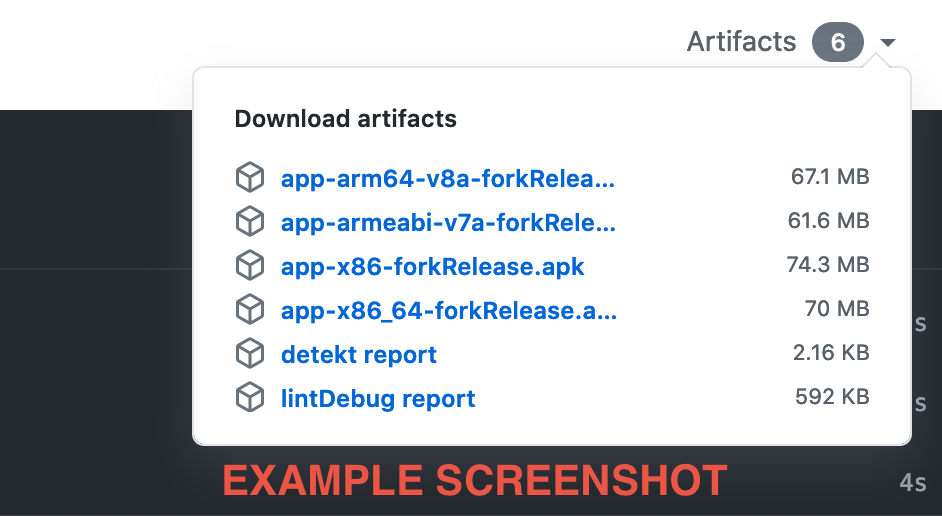 Artifacts 6
Download artifacts
app-arm64-v8a-forkRelea... 67.1 MB
app-armeabi-v7a-forkRele... 61.6 MB
app-x86-forkRelease.apk 74.3 MB
app-x86_64-forkRelease.a... 70 MB
s
detekt report 2.16 KB
lintDebug report 592 KB
s
EXAMPLE SCREENSHOT
4s